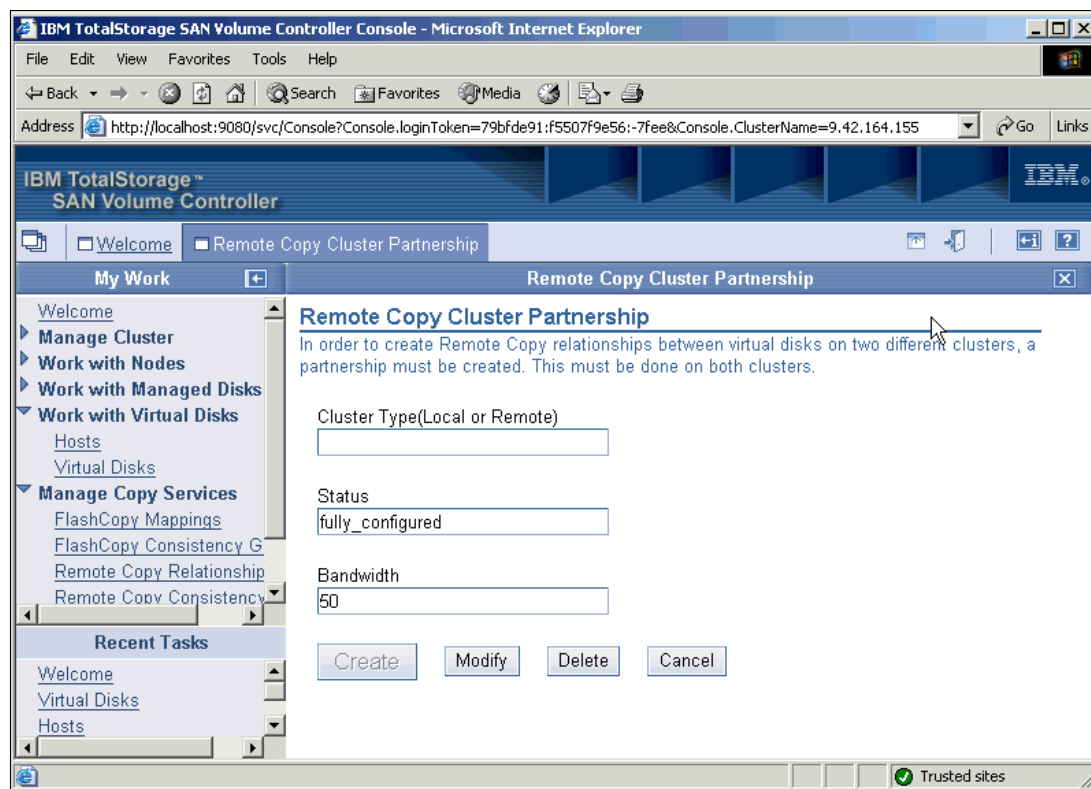 IBM TotalStorage SAN Volume Controller Console - Microsoft Internet Explorer
File Edit View Favorites Tools Help
Back Search Favorites Media
Address http://localhost:9080/svc/Console?Console.loginToken=79bfde91:f5507f9e56:-7fee&Console.ClusterName=9.42.164.155 Go Links
IBM TotalStorage™
SAN Volume Controller
IBM®
Welcome Remote Copy Cluster Partnership
My Work
Remote Copy Cluster Partnership
Welcome
Manage Cluster
Work with Nodes
Work with Managed Disks
Work with Virtual Disks
Hosts
Virtual Disks
Manage Copy Services
FlashCopy Mappings
FlashCopy Consistency G
Remote Copy Relationship
Remote Copy Consistency
Recent Tasks
Welcome
Virtual Disks
Hosts
Remote Copy Cluster Partnership
In order to create Remote Copy relationships between virtual disks on two different clusters, a
partnership must be created. This must be done on both clusters.
Cluster Type(Local or Remote)
Status
fully_configured
Bandwidth
50
Create Modify Delete Cancel
Trusted sites